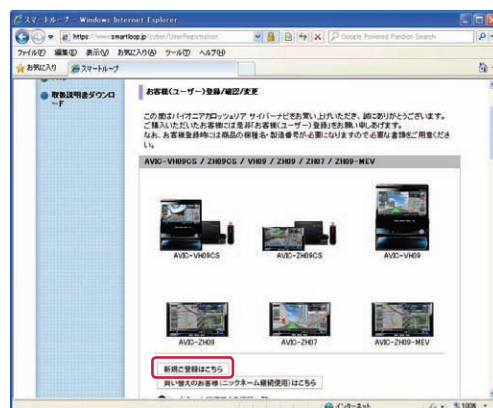 スマートループ - Windows Internet Explorer
https://www.smartloop.jp/cyber/UserRegistration
Google Powered Pandion Search
ファイル(F) 編集(E) 表示(V) お気に入り(A) ツール(T) ヘルプ(H)
お気に入り スマートループ
取扱説明書ダウンロ
ード
お客様(ユーザー)登録/確認/変更
この度はパイオニアカロッツェリア サイバーナビをお買い上げいただき、誠にありがとうございます。
ご購入いただいたお客様には是非「お客様(ユーザー)登録」をお願い申しあげます。
なお、お客様登録時には商品の機種名・製造番号が必要になりますので必要な書類をご用意くださ
い。
AVIC-VH09CS / ZH09CS / VH09 / ZH09 / ZH07 / ZH09-MEV
AVIC-VH09CS
AVIC-ZH09CS
AVIC-VH09
AVIC-ZH09
AVIC-ZH07
AVIC-ZH09-MEV
新規ご登録はこちら
買い替えのお客様(ニックネーム継続使用)はこちら
インターネット
100%